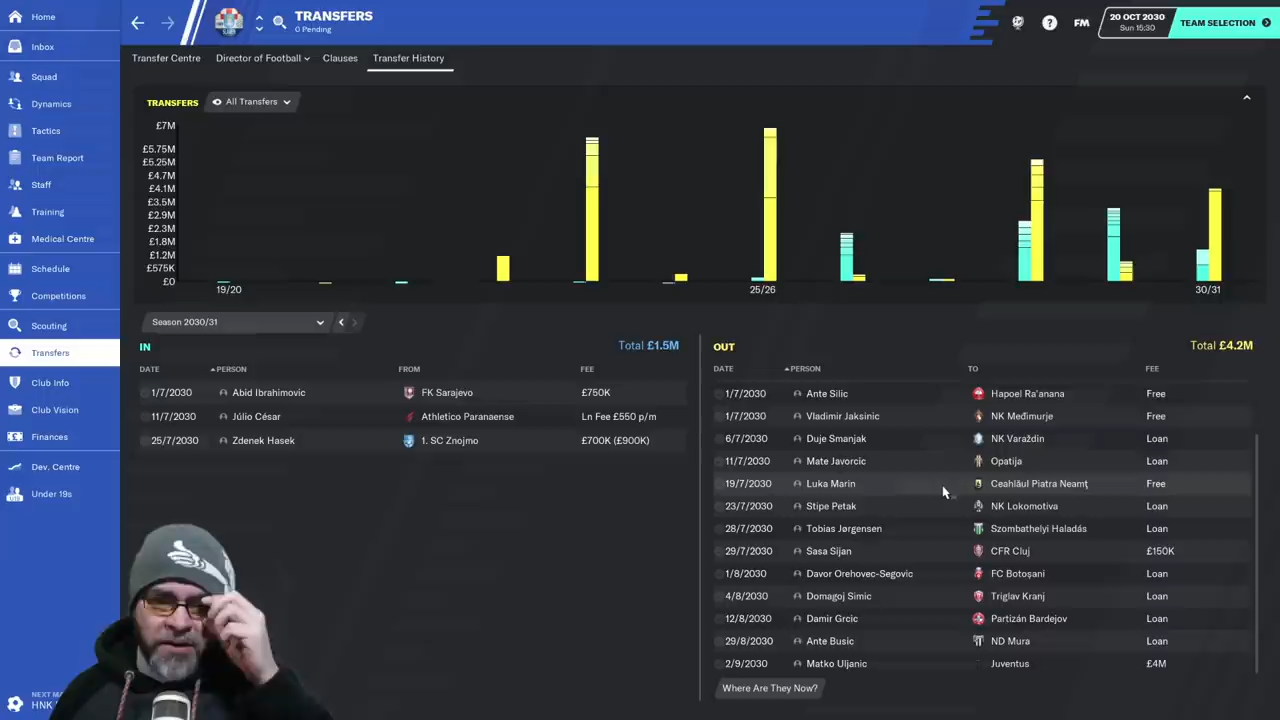 Home
TRANSFERS
0 Pending
FM
20 OCT 2030
Sun 15:30
TEAM SELECTION
Inbox
Squad
Dynamics
Tactics
Team Report
Staff
Training
Medical Centre
Schedule
Competitions
Scouting
Transfers
Club Info
Club Vision
Finances
Dev. Centre
Under 19s
U19
HNK
Transfer Centre
Director of Football
Clauses
Transfer History
TRANSFERS
All Transfers
£7M
£5.75M
£5.25M
£4.7M
£4.1M
£3.5M
£2.9M
£2.3M
£1.8M
£1.2M
£575K
£0
19/20
25/26
30/31
Season 2030/31
IN
Total £1.5M
DATE PERSON FROM FEE
1/7/2030 Abid Ibrahimovic FK Sarajevo £750K
11/7/2030 Júlio César Athletico Paranaense Ln Fee £550 p/m
25/7/2030 Zdenek Hasek 1. SC Znojmo £700K (£900K)
OUT
Total £4.2M
DATE PERSON TO FEE
1/7/2030 Ante Silic Hapoel Ra'anana Free
1/7/2030 Vladimir Jaksinic NK Međimurje Free
6/7/2030 Duje Smanjak NK Varaždin Loan
11/7/2030 Mate Javorcic Opatija Loan
19/7/2030 Luka Marin Ceahlăul Piatra Neamţ Free
23/7/2030 Stipe Petak NK Lokomotiva Loan
28/7/2030 Tobias Jørgensen Szombathelyi Haladás Loan
29/7/2030 Sasa Sijan CFR Cluj £150K
1/8/2030 Davor Orehovec-Segovic FC Botoşani Loan
4/8/2030 Domagoj Simic Triglav Kranj Loan
12/8/2030 Damir Grcic Partizán Bardejov Loan
29/8/2030 Ante Busic ND Mura Loan
2/9/2030 Matko Uljanic Juventus £4M
Where Are They Now?